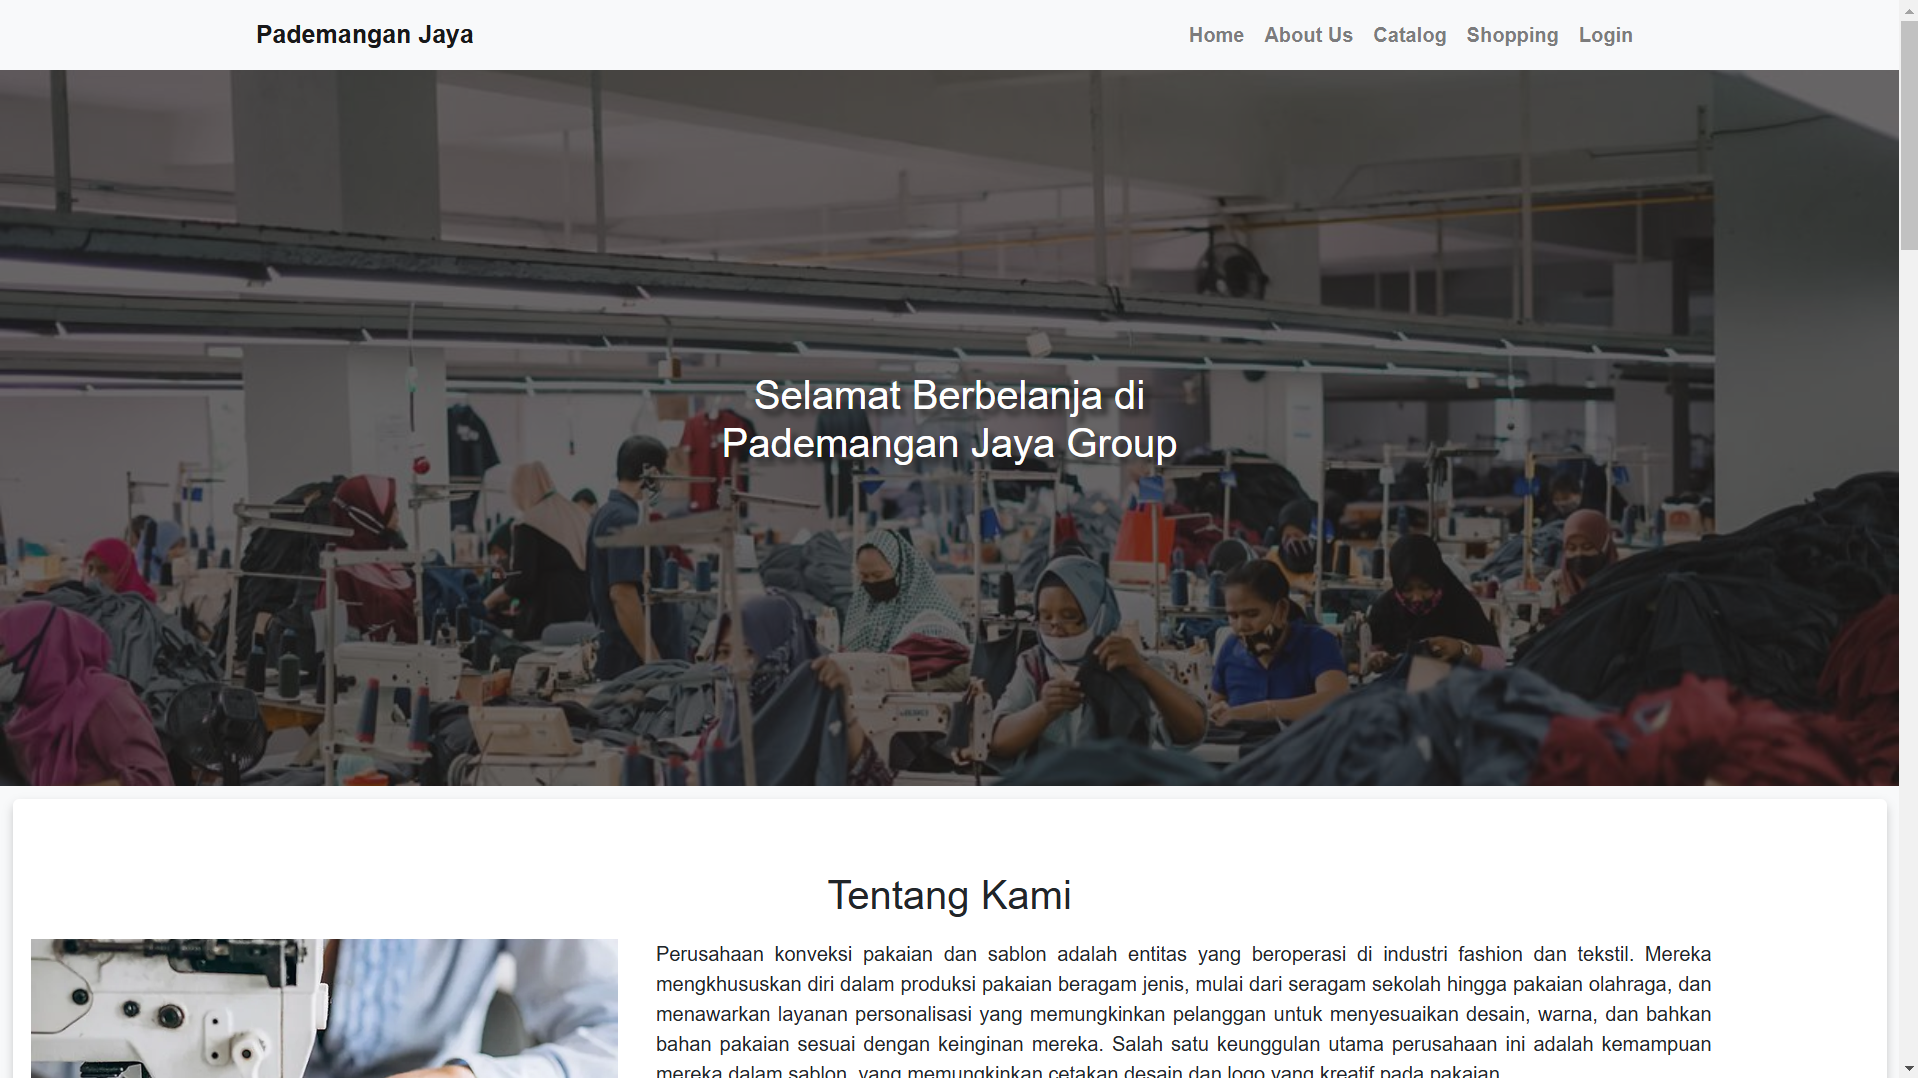 Pademangan Jaya
Home About Us Catalog Shopping Login
Selamat Berbelanja di
Pademangan Jaya Group
Tentang Kami
Perusahaan konveksi pakaian dan sablon adalah entitas yang beroperasi di industri fashion dan tekstil. Mereka
mengkhususkan diri dalam produksi pakaian beragam jenis, mulai dari seragam sekolah hingga pakaian olahraga, dan
menawarkan layanan personalisasi yang memungkinkan pelanggan untuk menyesuaikan desain, warna, dan bahkan
bahan pakaian sesuai dengan keinginan mereka. Salah satu keunggulan utama perusahaan ini adalah kemampuan
mereka dalam sablon, yang memungkinkan cetakan desain dan logo yang kreatif pada pakaian.